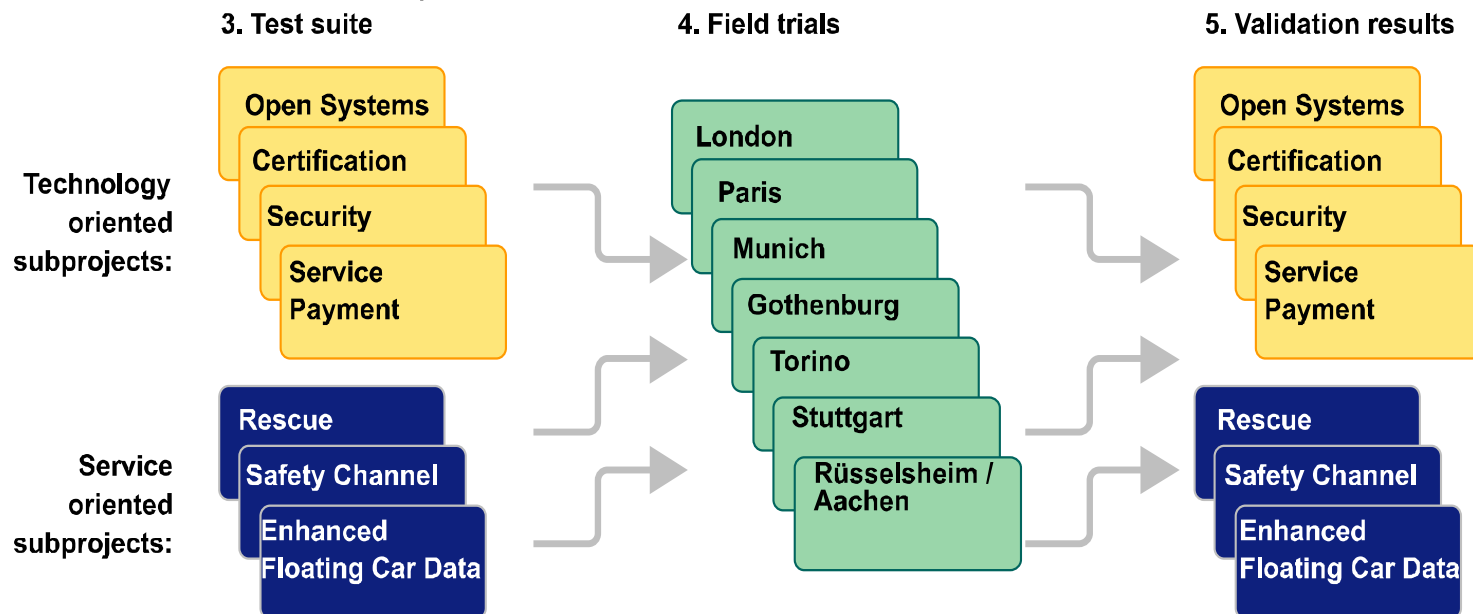 3. Test suite
4. Field trials
5. Validation results
Technology
oriented
subprojects:
Open Systems
Certification
Security
Service
Payment
Service
oriented
subprojects:
Rescue
Safety Channel
Enhanced
Floating Car Data
London
Paris
Munich
Gothenburg
Torino
Stuttgart
Rüsselsheim /
Aachen
Open Systems
Certification
Security
Service
Payment
Rescue
Safety Channel
Enhanced
Floating Car Data